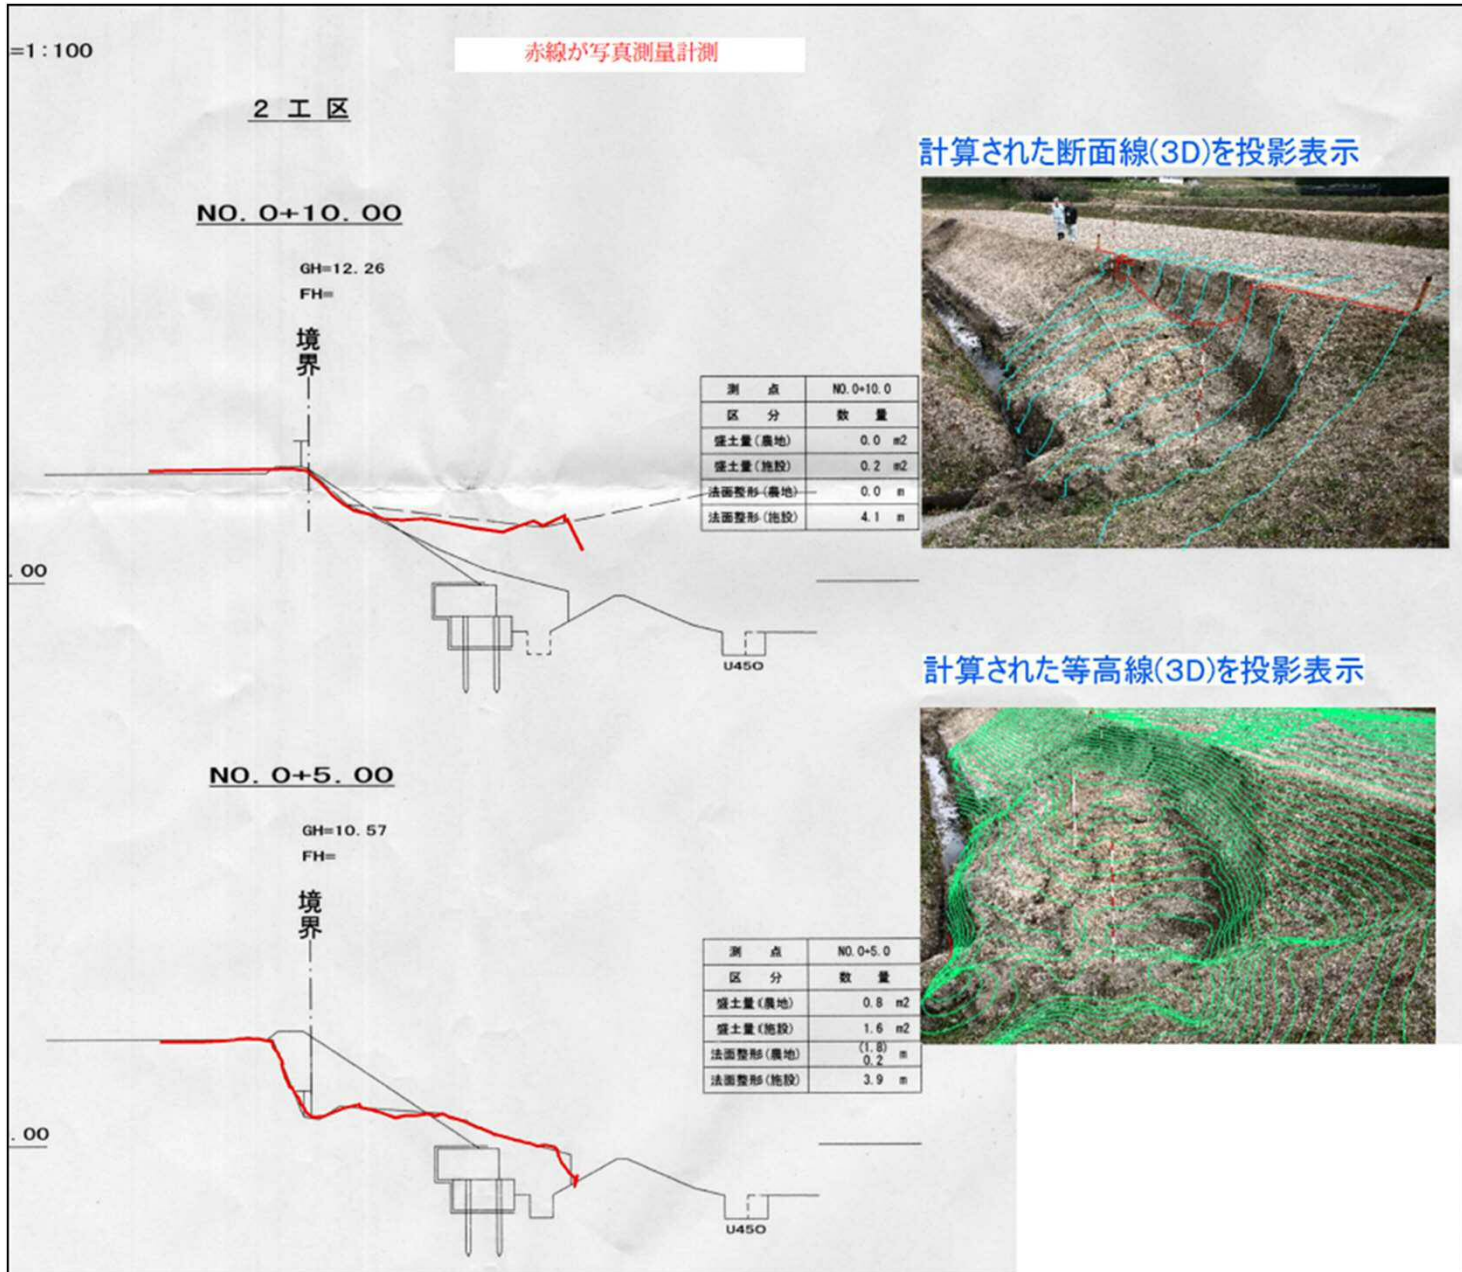 =1:100
赤線が写真測量計測
2 工 区
NO. 0+10.00
GH=12.26
FH=
境界
測 点 NO.0+10.0
区 分 数 量
盛土量(農地) 0.0 m2
盛土量(施設) 0.2 m2
法面整形(農地) 0.0 m
法面整形(施設) 4.1 m
.00
U450
計算された断面線(3D)を投影表示
計算された等高線(3D)を投影表示
NO. 0+5.00
GH=10.57
FH=
境界
測 点 NO.0+5.0
区 分 数 量
盛土量(農地) 0.8 m2
盛土量(施設) 1.6 m2
法面整形(農地) (1.8) 0.2 m
法面整形(施設) 3.9 m
.00
U450